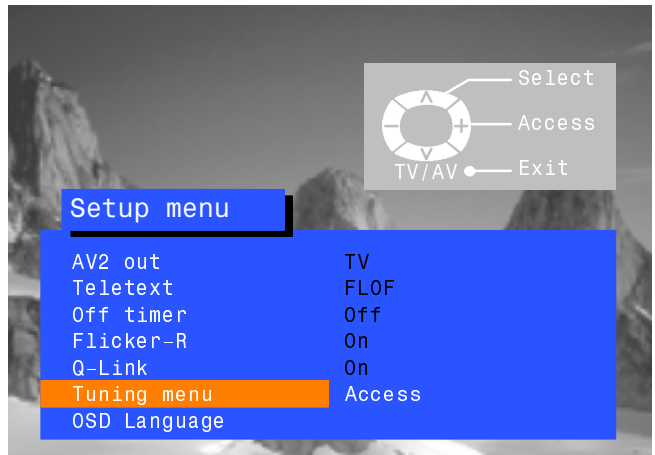 Select
Access
TV/AV Exit
Setup menu
AV2 out TV
Teletext FLOF
Off timer Off
Flicker-R On
Q-Link On
Tuning menu Access
OSD Language